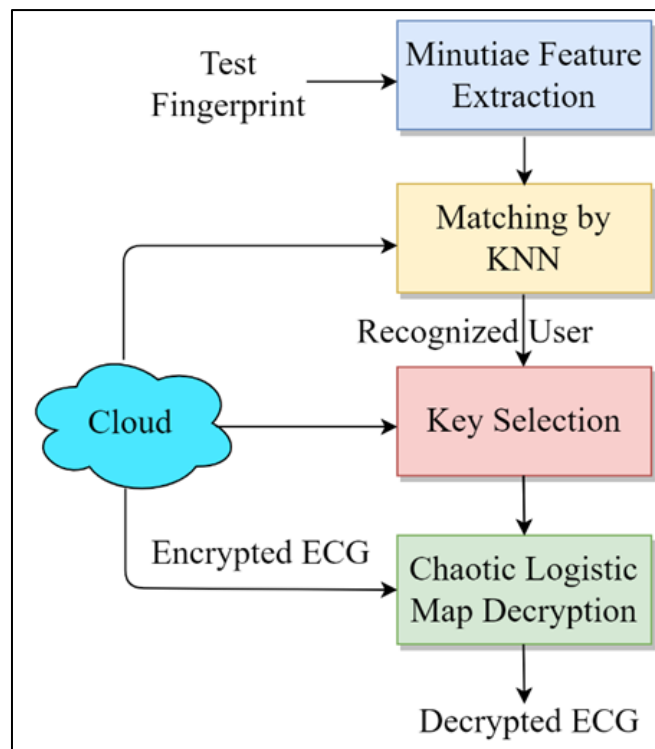 Test
Fingerprint
Minutiae Feature
Extraction
Matching by
KNN
Recognized User
Cloud
Key Selection
Encrypted ECG
Chaotic Logistic
Map Decryption
Decrypted ECG